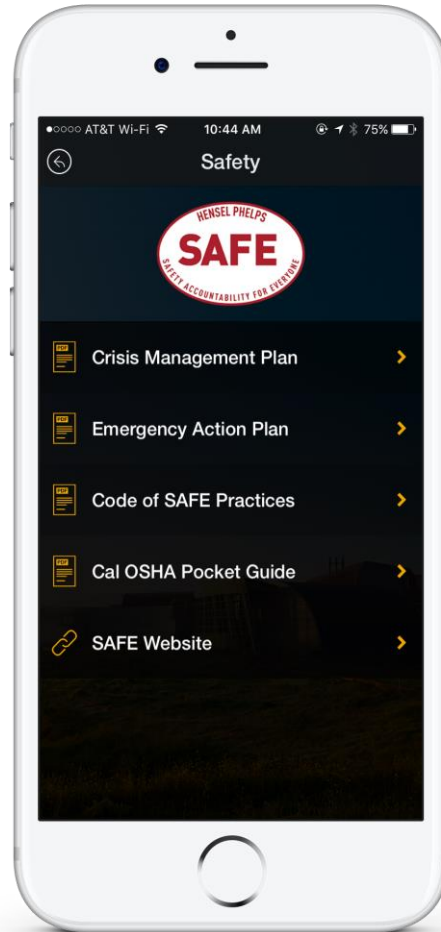 AT&T Wi-Fi 10:44 AM 75%
Safety
HENSEL PHELPS
SAFE
SAFETY ACCOUNTABILITY FOR EVERYONE
PDF Crisis Management Plan
PDF Emergency Action Plan
PDF Code of SAFE Practices
PDF Cal OSHA Pocket Guide
SAFE Website